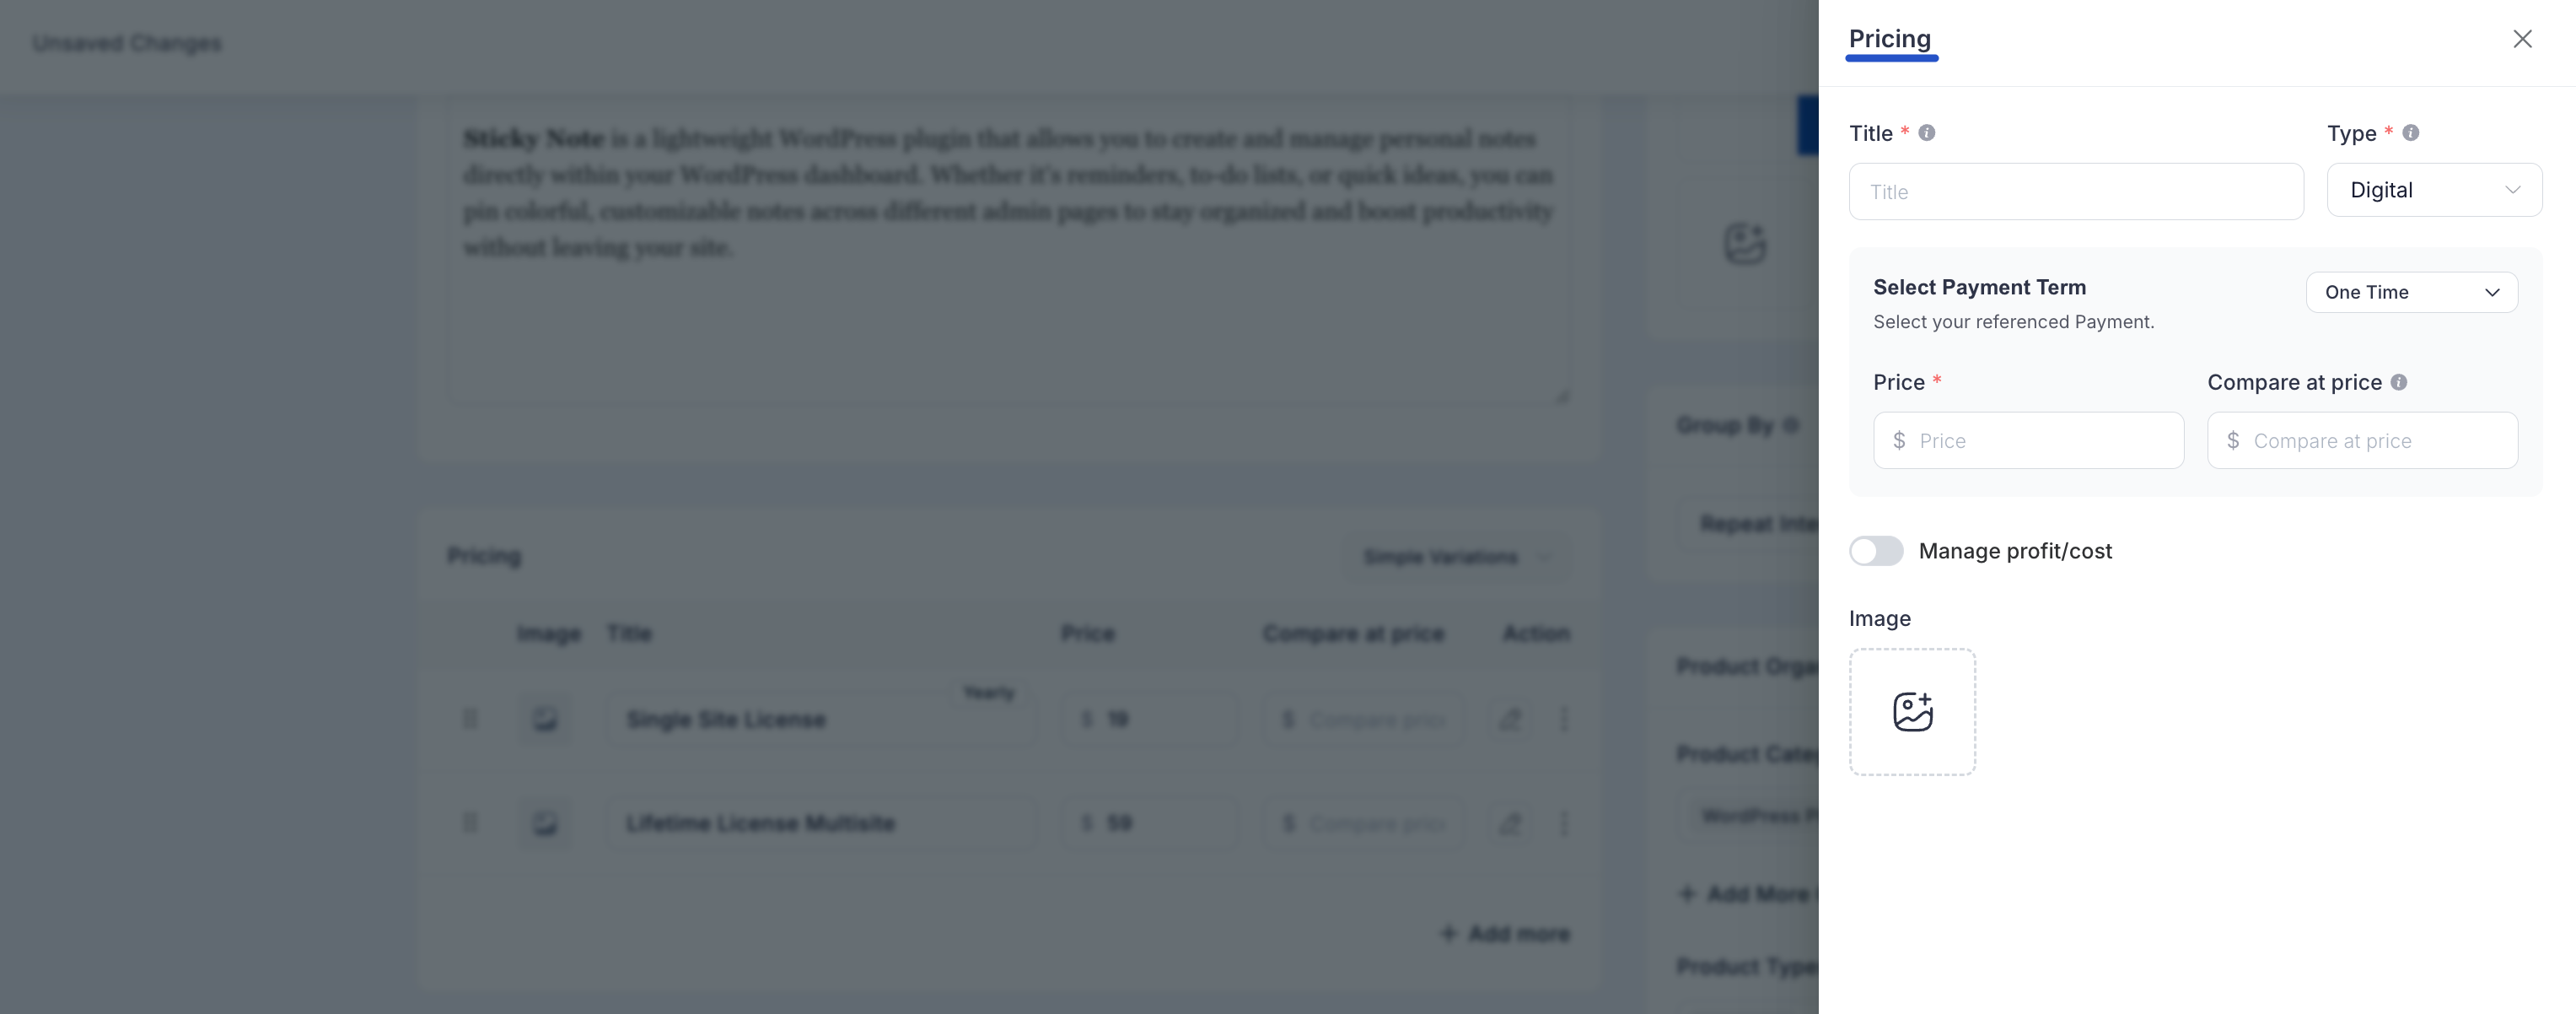 Unsaved Changes
Sticky Note is a lightweight WordPress plugin that allows you to create and manage personal notes
directly within your WordPress dashboard. Whether it's reminders, to-do lists, or quick ideas, you can
pin colorful, customizable notes across different admin pages to stay organized and boost productivity
without leaving your site.
Pricing
Simple Variations
Image Title Price Compare at price Action
Yearly
Single Site License $ 19 $ Compare price
Lifetime License Multisite $ 59 $ Compare price
+ Add more
Group By
Repeat
Product
Product
WordPress
+ Add More
Product Type
Pricing
Title * Type *
Title Digital
Select Payment Term One Time
Select your referenced Payment.
Price * Compare at price
$ Price $ Compare at price
Manage profit/cost
Image